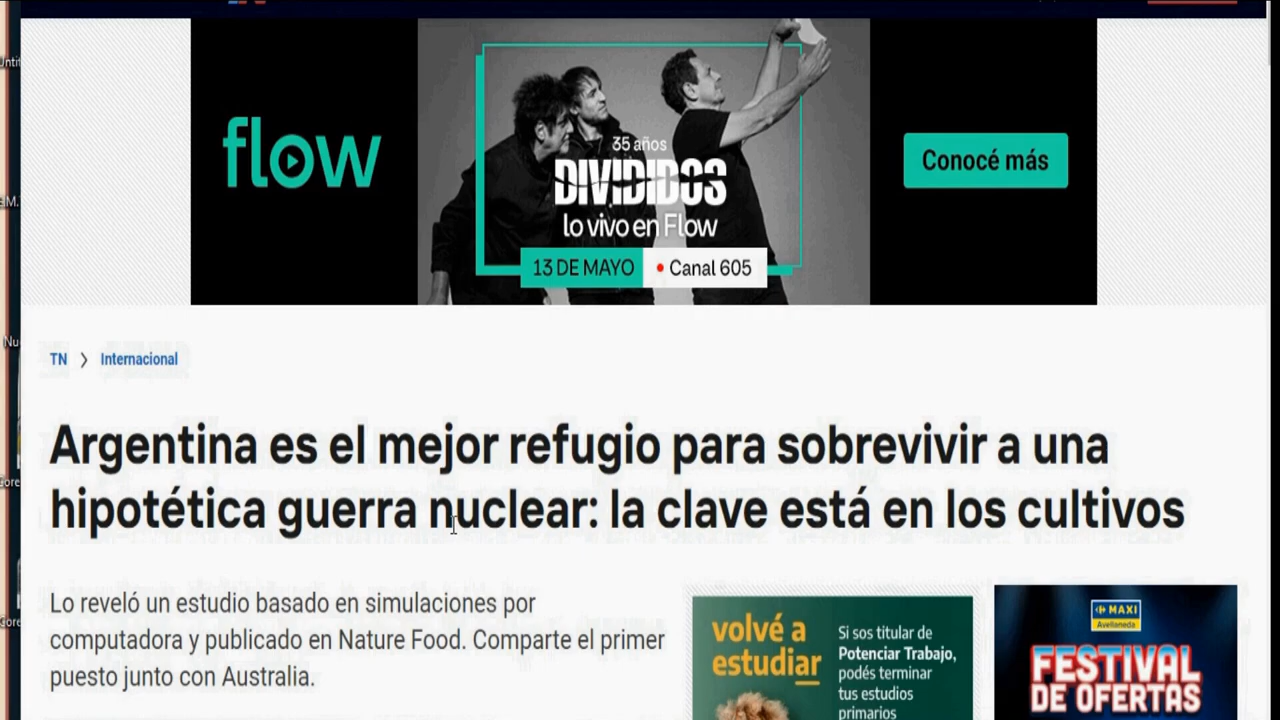 flow
35 años
DIVIDIDOS
lo vivo en Flow
13 DE MAYO
Canal 605
Conocé más
TN
Internacional
Argentina es el mejor refugio para sobrevivir a una
hipotética guerra nuclear: la clave está en los cultivos
Lo reveló un estudio basado en simulaciones por
computadora y publicado en Nature Food. Comparte el primer
puesto junto con Australia.
volvé a
estudiar
Si sos titular de
Potenciar Trabajo,
podés terminar
tus estudios
primarios
MAXI
Avellaneda
FESTIVAL
DE OFERTAS